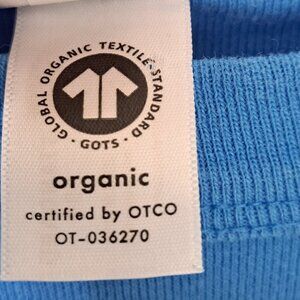 GLOBAL ORGANIC TEXTILE STANDARD · GOTS ·
organic
certified by OTCO
OT-036270